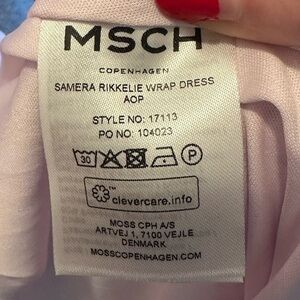 MSCH
COPENHAGEN
SAMERA RIKKELIE WRAP DRESS
AOP
STYLE NO: 17113
PO NO: 104023
30 P
clevercare.info
MOSS CPH A/S
ARTVEJ 1, 7100 VEJLE
DENMARK
MOSSCOPENHAGEN.COM